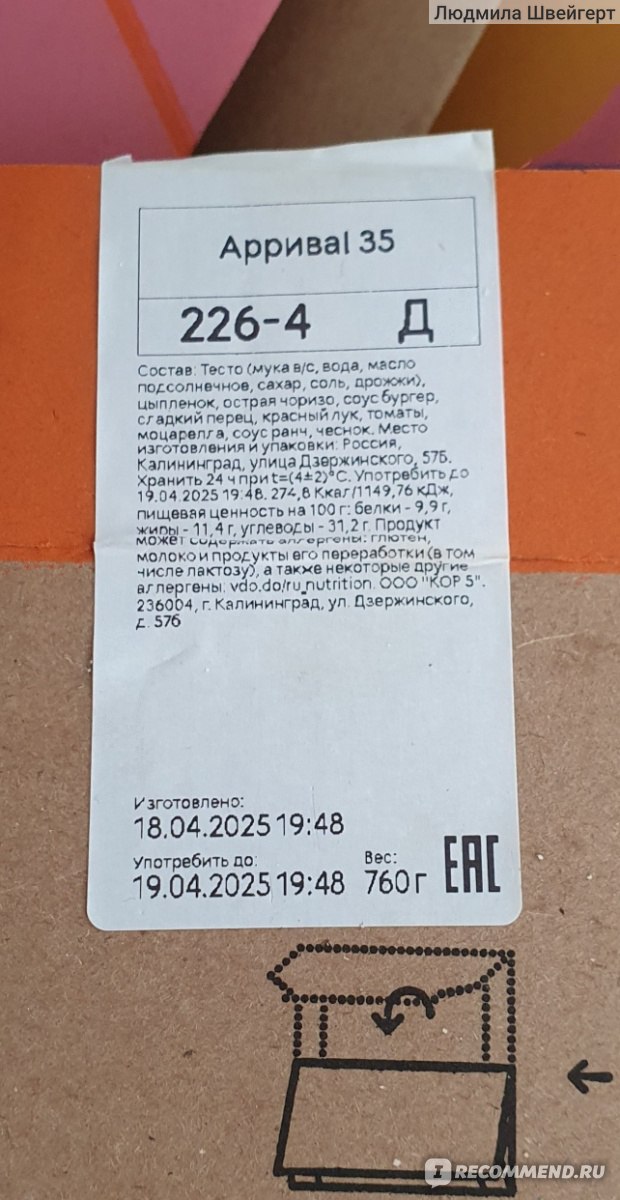 Людмила Швейгерт
Арриваl 35
226-4 Д
Состав: Тесто (мука в/с, вода, масло
подсолнечное, сахар, соль, дрожжи),
цыпленок, острая чоризо, соус бургер,
сладкий перец, красный лук, томаты,
моцарелла, соус ранч, чеснок. Место
изготовления и упаковки: Россия,
Калининград, улица Дзержинского, 57б.
Хранить 24 ч при t=(4±2)°С. Употребить до
19.04.2025 19:48. 274,8 Ккал/1149,76 кДж,
пищевая ценность на 100 г: белки - 9,9 г,
жиры - 11,4 г, углеводы - 31,2 г. Продукт
может содержать аллергены: глютен,
молоко и продукты его переработки (в том
числе лактозу), а также некоторые другие
аллергены: vdo.do/ru_nutrition. ООО "КОР 5".
236004, г. Калининград, ул. Дзержинского,
д. 57б
Изготовлено:
18.04.2025 19:48
Употребить до: Вес:
19.04.2025 19:48 760 г EAC
IRECOMMEND.RU